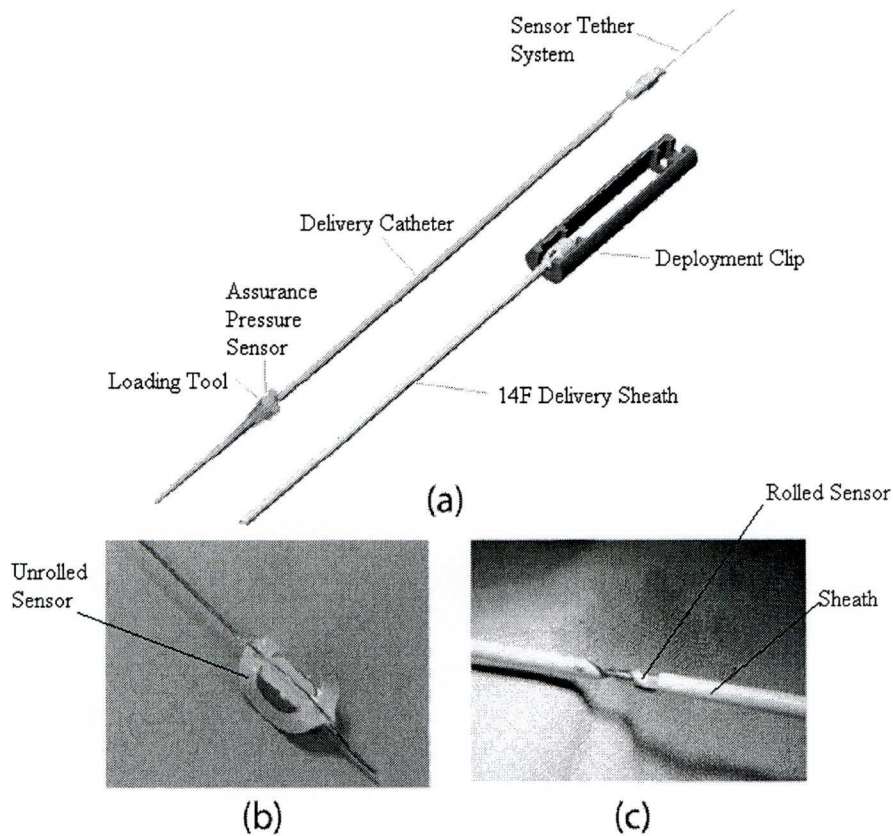 Sensor Tether
System
Delivery Catheter
Deployment Clip
Assurance
Pressure
Sensor
Loading Tool
14F Delivery Sheath
(a)
Rolled Sensor
Unrolled
Sensor
Sheath
(b)
(c)